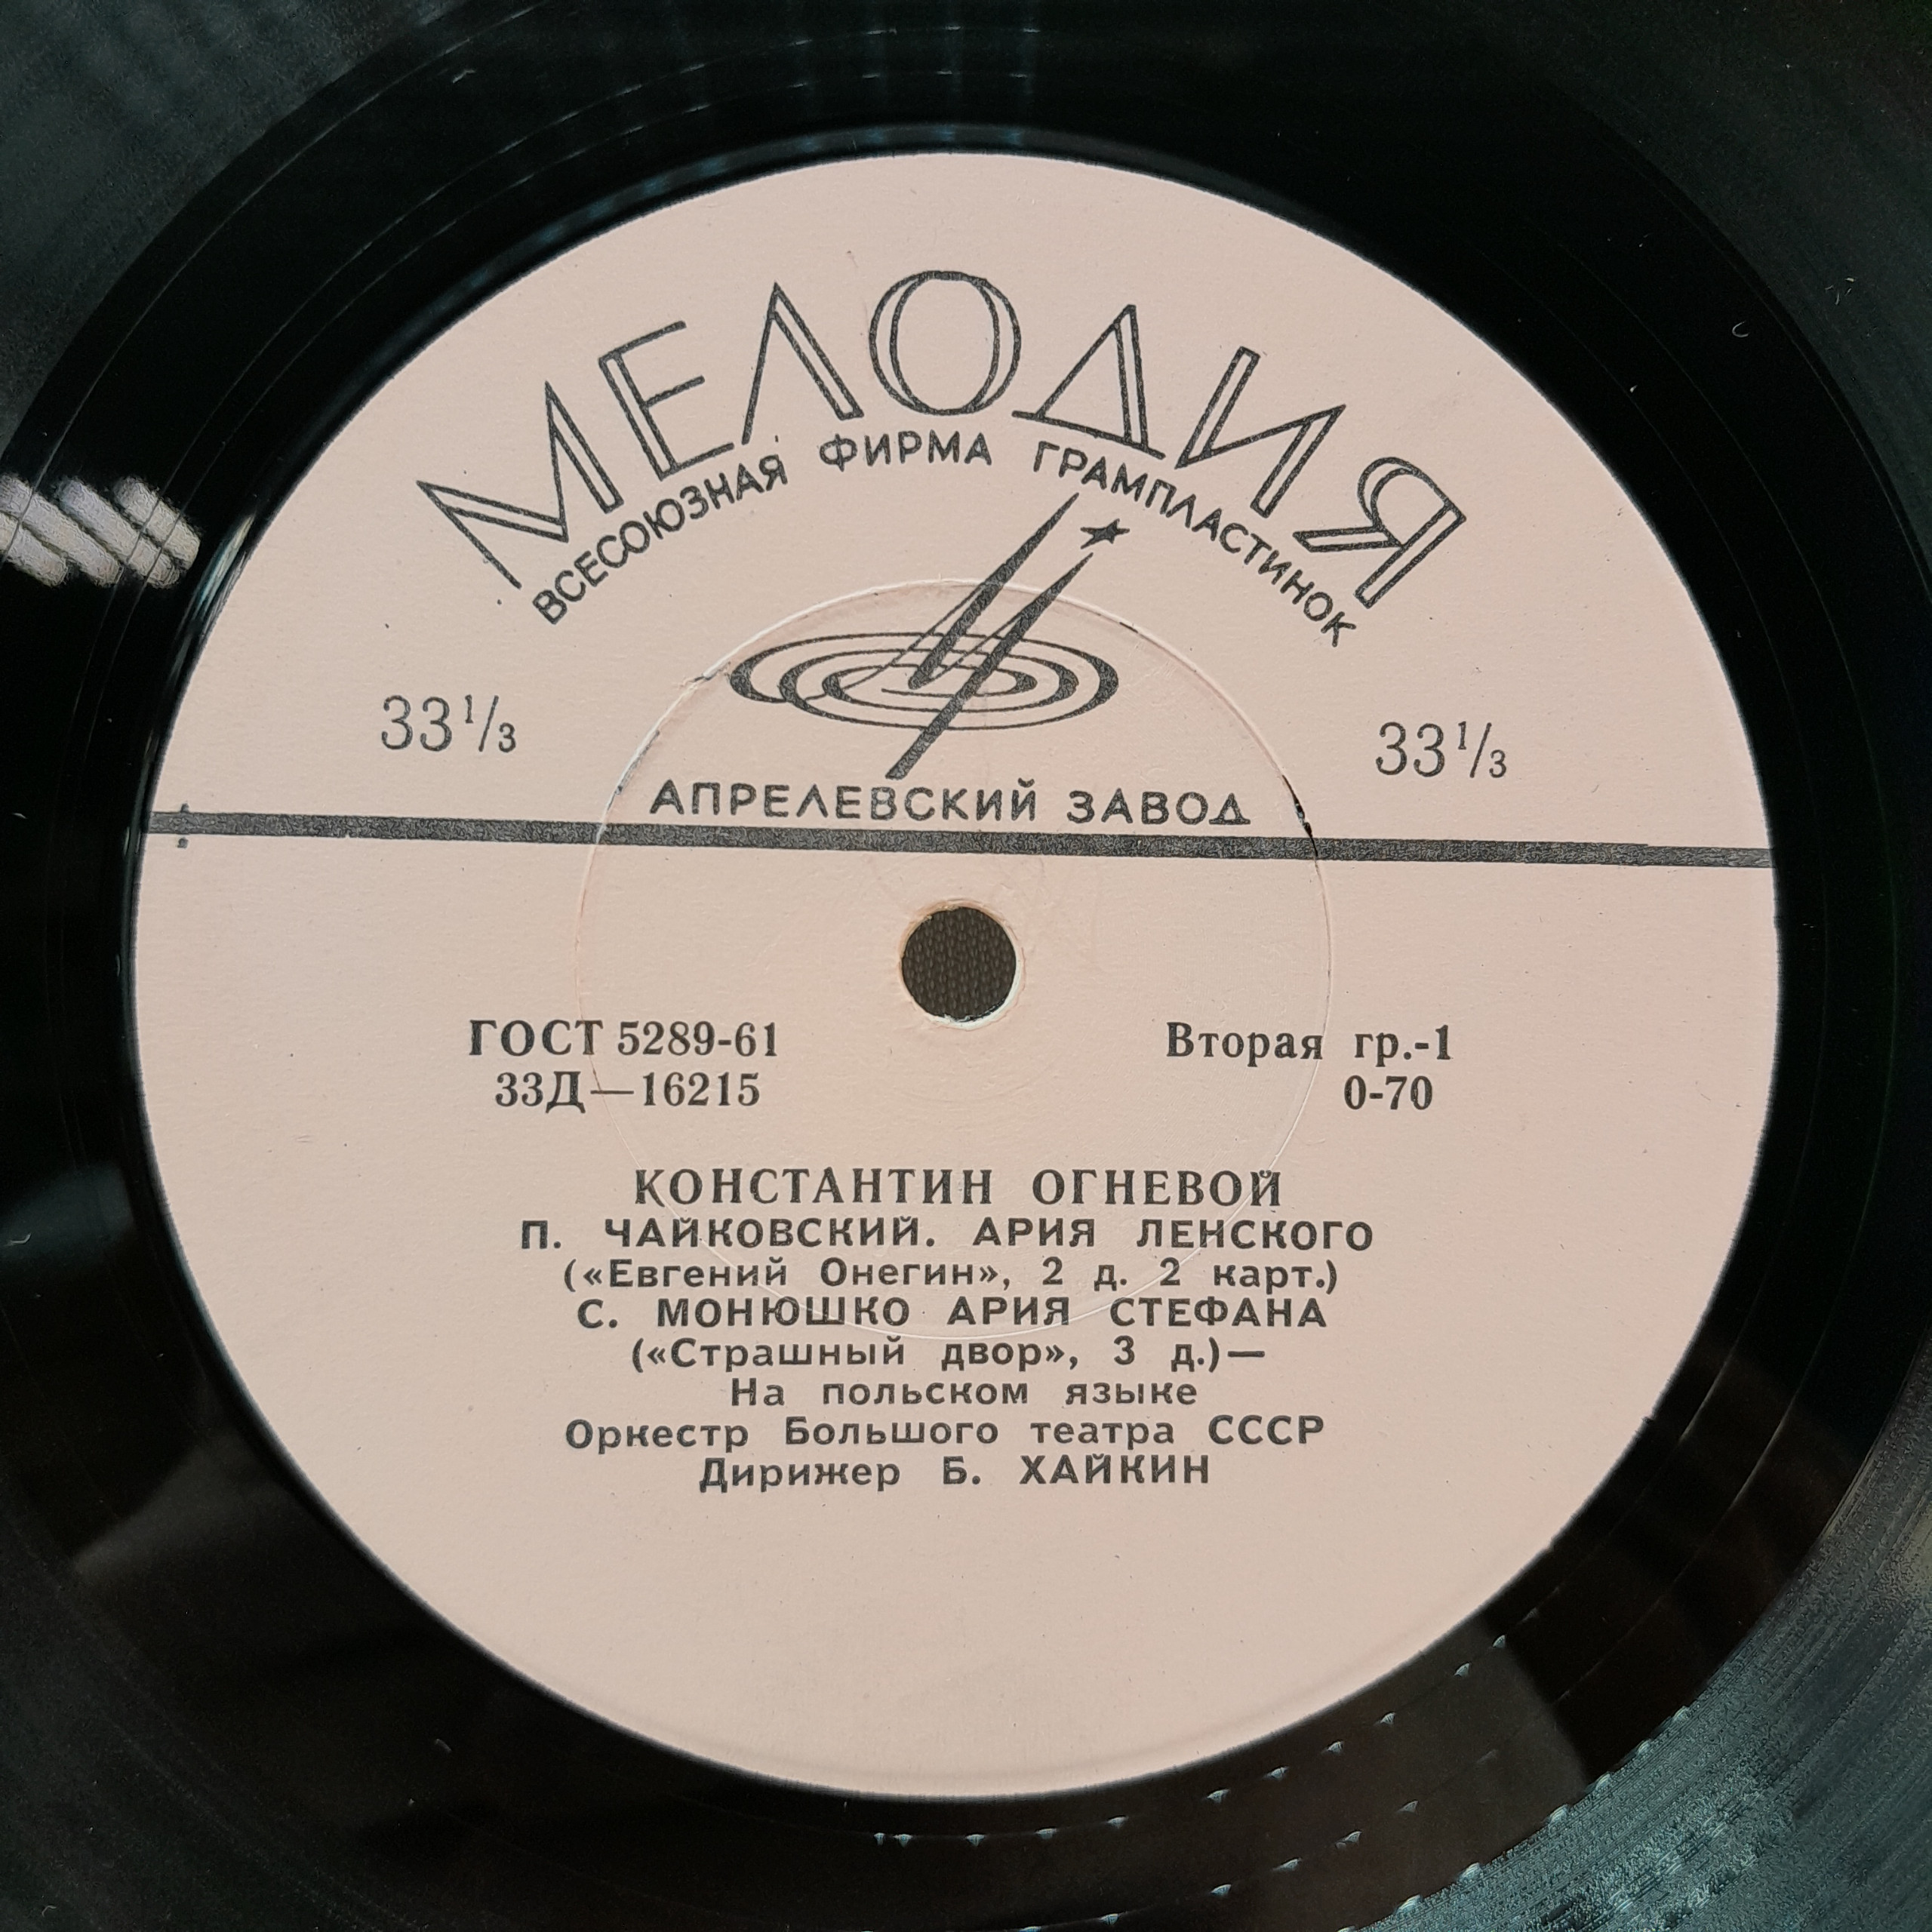 МЕЛОДИЯ
ВСЕСОЮЗНАЯ ФИРМА ГРАМПЛАСТИНОК
33⅓ 33⅓
АПРЕЛЕВСКИЙ ЗАВОД
ГОСТ 5289-61 Вторая гр.-1
33Д—16215 0-70
КОНСТАНТИН ОГНЕВОЙ
П. ЧАЙКОВСКИЙ. АРИЯ ЛЕНСКОГО
(«Евгений Онегин», 2 д. 2 карт.)
С. МОНЮШКО АРИЯ СТЕФАНА
(«Страшный двор», 3 д.)—
На польском языке
Оркестр Большого театра СССР
Дирижер Б. ХАЙКИН